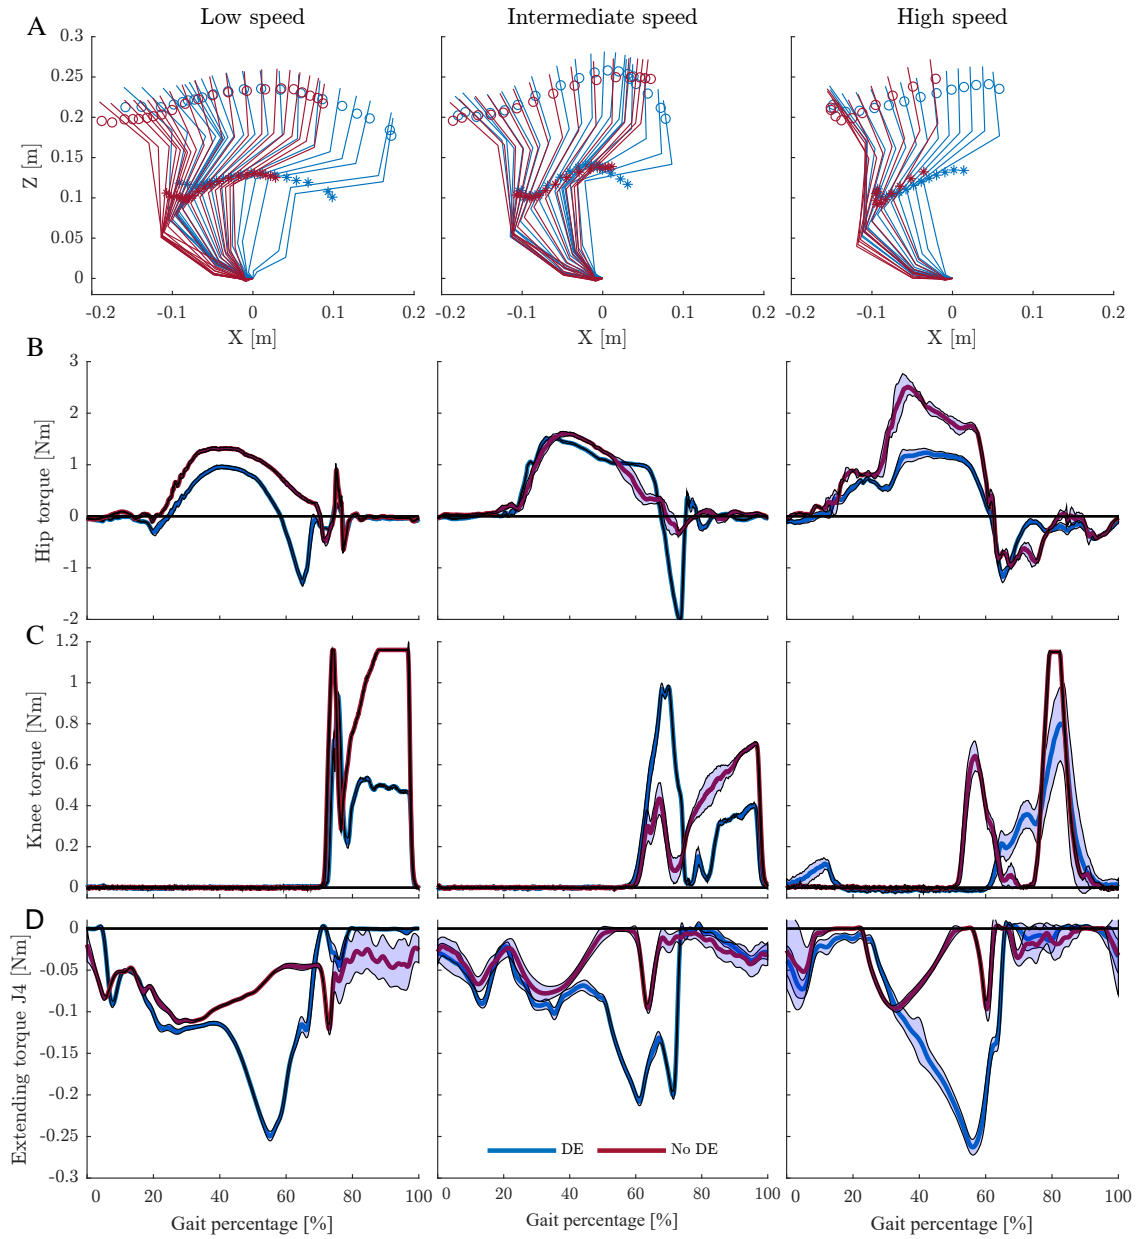 A
Low speed
Intermediate speed
High speed
0.3
0.25
0.2
0.15
0.1
0.05
0
Z [m]
-0.2 -0.1 0 0.1 0.2
-0.2 -0.1 0 0.1 0.2
-0.2 -0.1 0 0.1 0.2
X [m]
X [m]
X [m]
B
3
2
1
0
-1
-2
Hip torque [Nm]
C
1.2
1
0.8
0.6
0.4
0.2
0
Knee torque [Nm]
D
0
-0.05
-0.1
-0.15
-0.2
-0.25
-0.3
Extending torque J4 [Nm]
DE
No DE
0 20 40 60 80 100
0 20 40 60 80 100
0 20 40 60 80 100
Gait percentage [%]
Gait percentage [%]
Gait percentage [%]